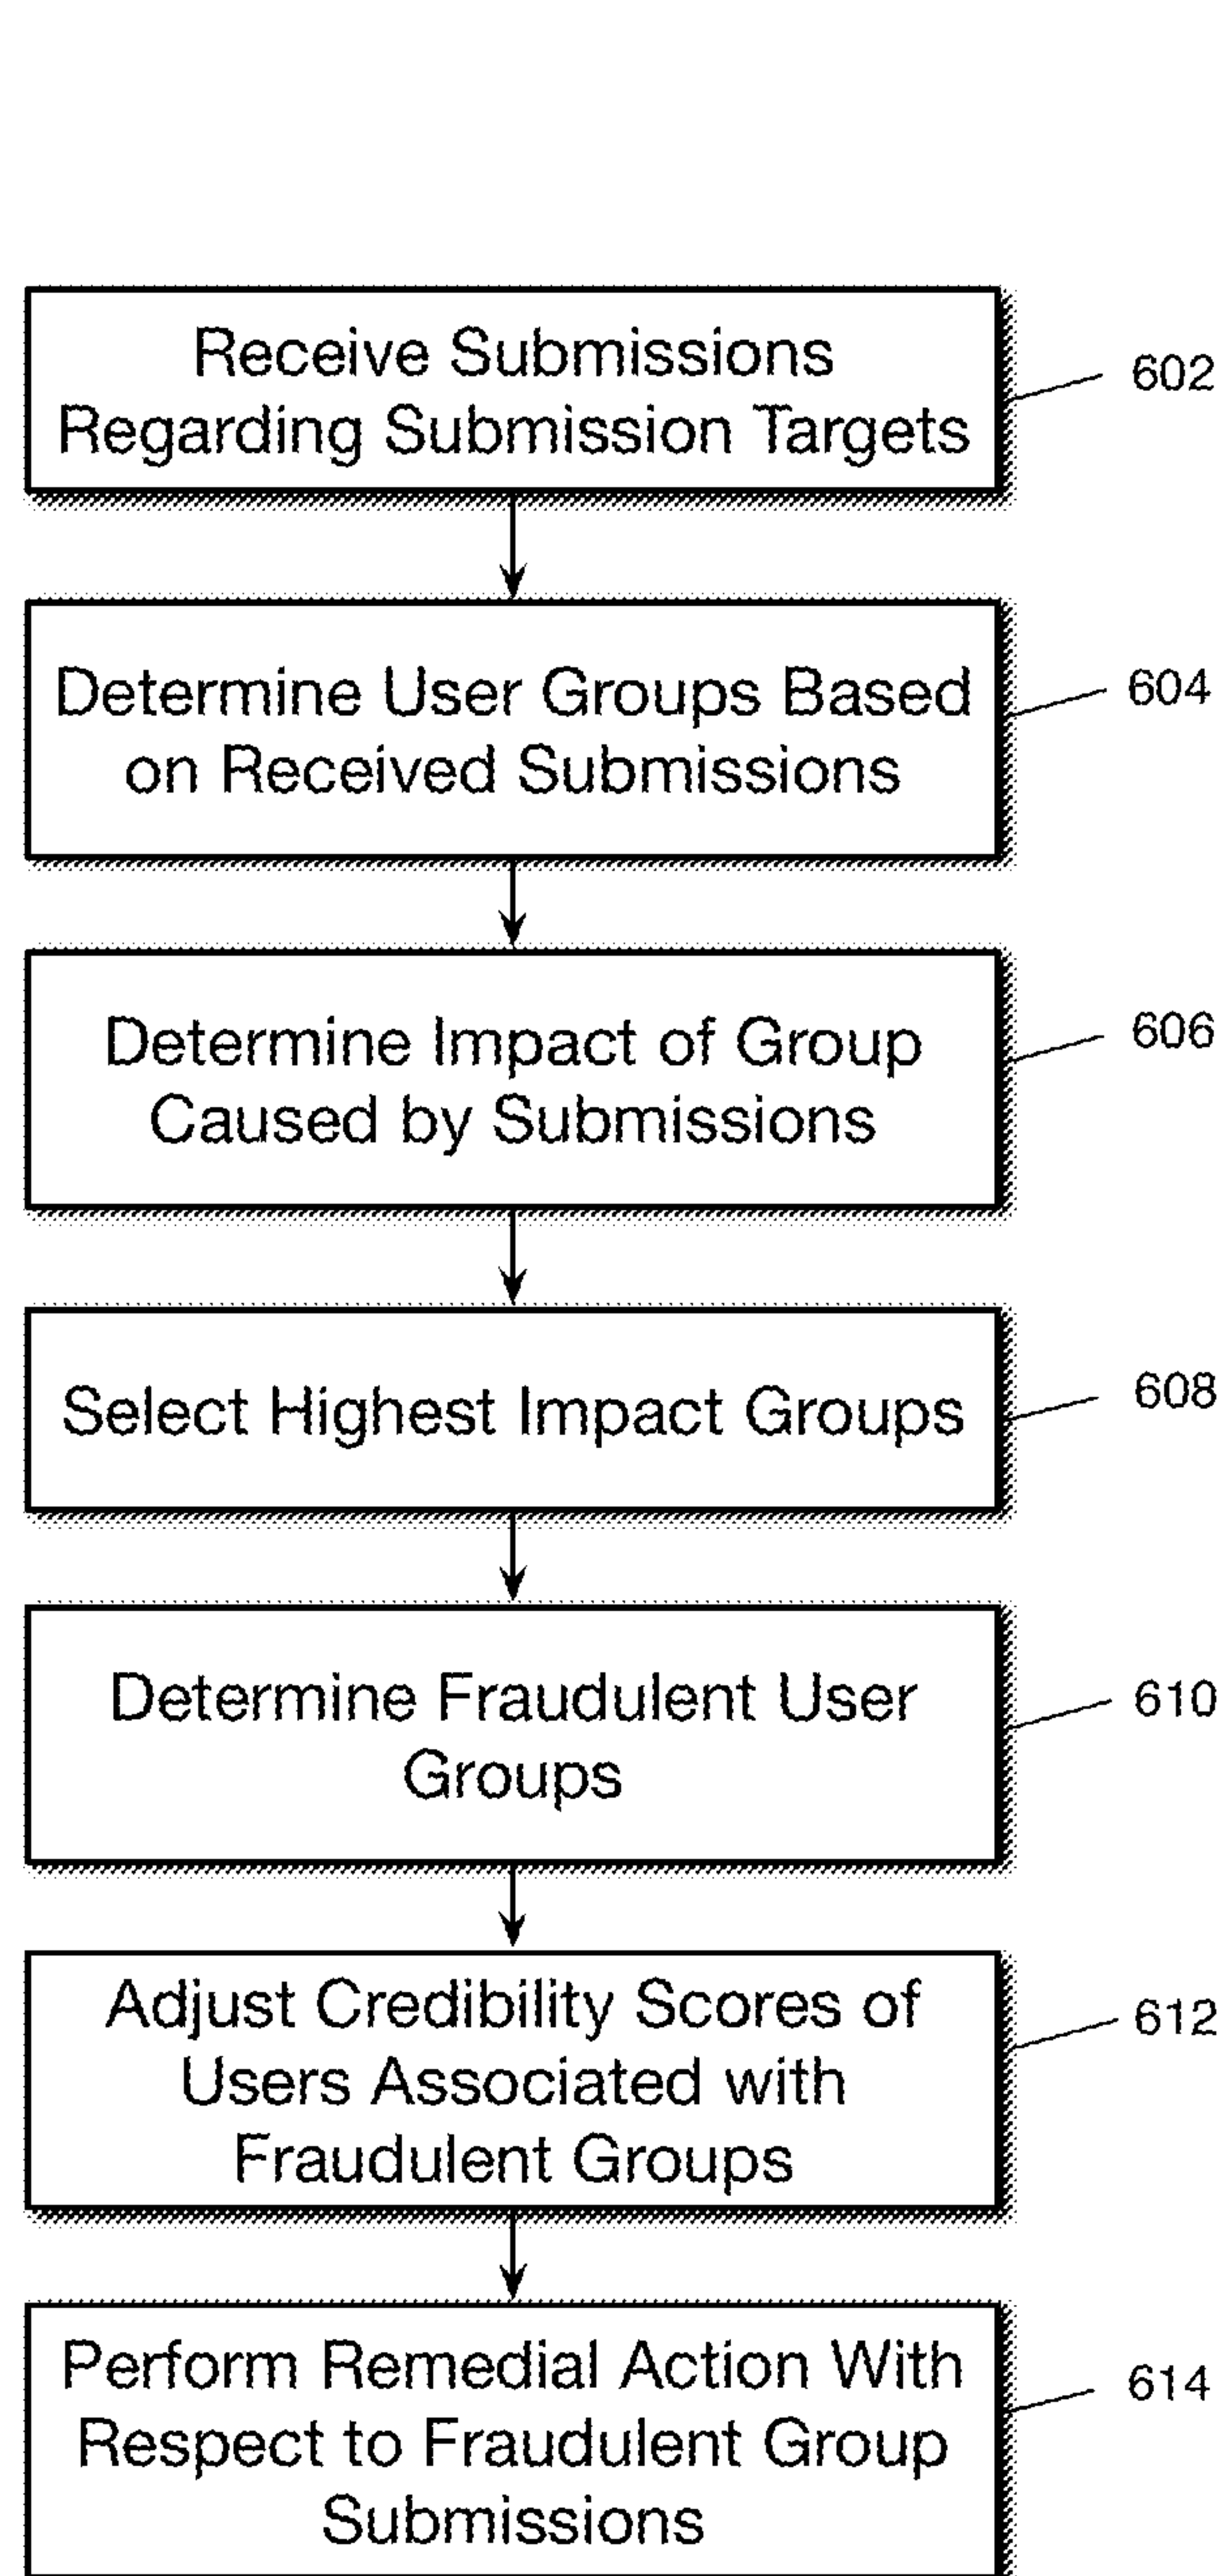 Receive Submissions
Regarding Submission Targets
602
Determine User Groups Based
on Received Submissions
604
Determine Impact of Group
Caused by Submissions
606
Select Highest Impact Groups
608
Determine Fraudulent User
Groups
610
Adjust Credibility Scores of
Users Associated with
Fraudulent Groups
612
Perform Remedial Action With
Respect to Fraudulent Group
Submissions
614